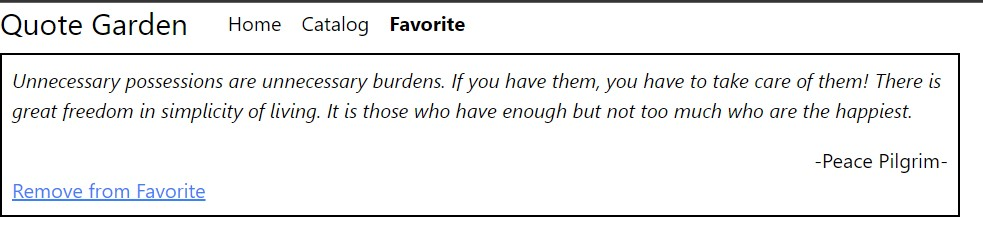 Quote Garden Home Catalog Favorite
Unnecessary possessions are unnecessary burdens. If you have them, you have to take care of them! There is
great freedom in simplicity of living. It is those who have enough but not too much who are the happiest.
-Peace Pilgrim-
Remove from Favorite